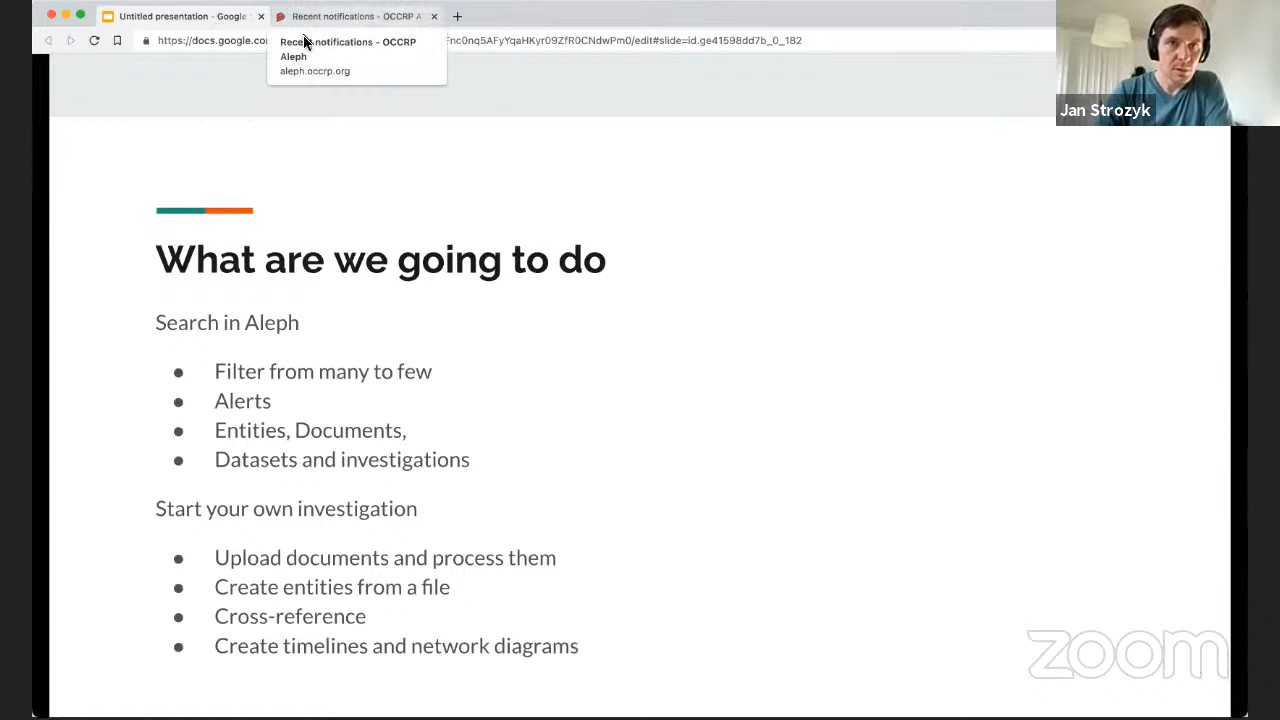 Untitled presentation - Google
Recent notifications - OCCRP A
https://docs.google.co
Fnc0nq5AFyYqaHKyr09ZfR0CNdwPm0/edit#slide=id.ge41598dd7b_0_182
Recent notifications - OCCRP
Aleph
aleph.occrp.org
Jan Strozyk
What are we going to do
Search in Aleph
● Filter from many to few
● Alerts
● Entities, Documents,
● Datasets and investigations
Start your own investigation
● Upload documents and process them
● Create entities from a file
● Cross-reference
● Create timelines and network diagrams
zoom